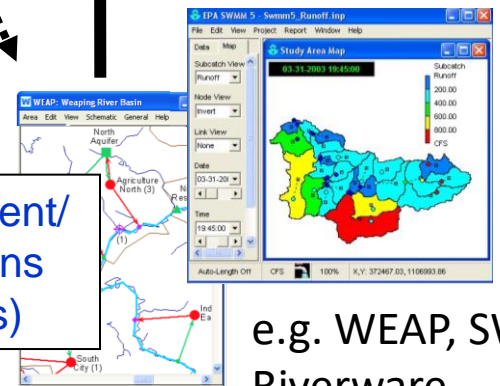 EPA SWMM 5 - Swmm5_Runoff.inp
File Edit View Project Report Window Help
Data Map
Subcatch View
Runoff
Node View
Invert
Link View
None
Date
03-31-20
Time
19:45:00
Study Area Map
03-31-2003 19:45:00
Subcatch
Runoff
200.00
400.00
600.00
800.00
CFS
Auto-Length Off CFS 100% X,Y: 372467.03, 1106993.86
WEAP: Weaping River Basin
Area Edit View Schematic General Help
North
Aquifer
Agriculture
North (3)
N
Res
(1)
Ind
Ea
South
City (1)
ent/
ns
s)
e.g. WEAP, SW
Riverware